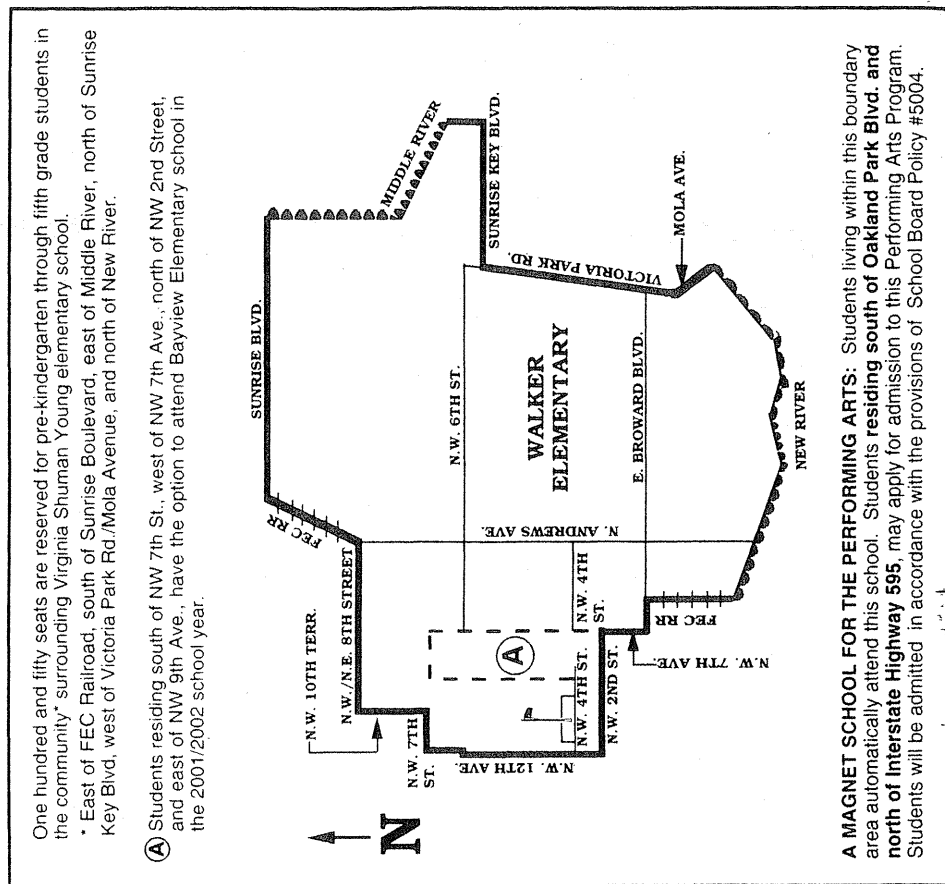 One hundred and fifty seats are reserved for pre-kindergarten through fifth grade students in
the community* surrounding Virginia Shuman Young elementary school.
* East of FEC Railroad, south of Sunrise Boulevard, east of Middle River, north of Sunrise
Key Blvd, west of Victoria Park Rd./Mola Avenue, and north of New River.
(A) Students residing south of NW 7th St., west of NW 7th Ave., north of NW 2nd Street,
and east of NW 9th Ave., have the option to attend Bayview Elementary school in
the 2001/2002 school year.
SUNRISE BLVD.
MIDDLE RIVER
FEC RR
N.W. 10TH TERR.
N.W./N.E. 8TH STREET
N.W. 7TH
ST.
N.W. 6TH ST.
SUNRISE KEY BLVD.
VICTORIA PARK RD.
WALKER
ELEMENTARY
N. ANDREWS AVE.
A
N.W. 12TH AVE.
N.W. 4TH ST.
N.W. 4TH
ST.
N.W. 2ND ST.
E. BROWARD BLVD.
MOLA AVE.
N.W. 7TH AVE.
FEC RR
NEW RIVER
N
A MAGNET SCHOOL FOR THE PERFORMING ARTS: Students living within this boundary
area automatically attend this school. Students residing south of Oakland Park Blvd. and
north of Interstate Highway 595, may apply for admission to this Performing Arts Program.
Students will be admitted in accordance with the provisions of School Board Policy #5004.